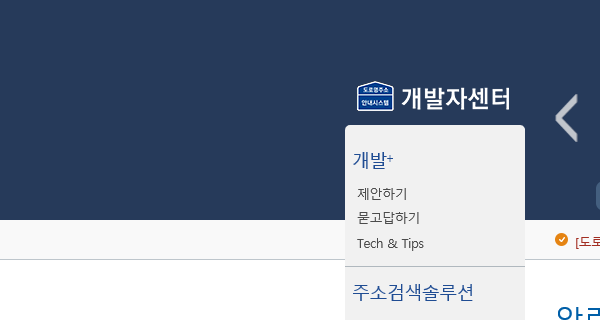 도로명주소
안내시스템
개발자센터
개발+
제안하기
묻고답하기
Tech & Tips
[도로
주소검색솔루션